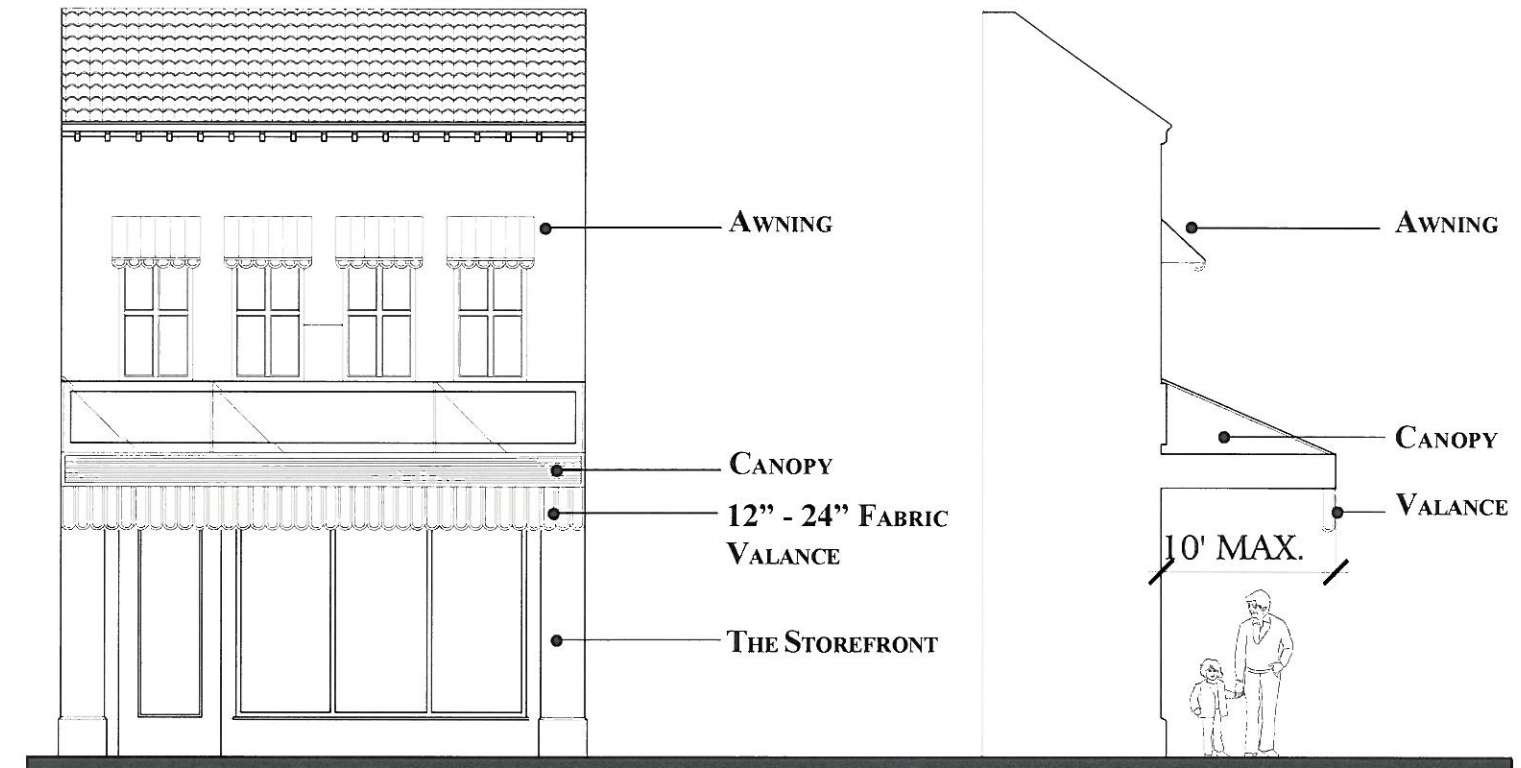 AWNING
CANOPY
12” - 24” FABRIC
VALANCE
THE STOREFRONT
AWNING
CANOPY
VALANCE
10' MAX.